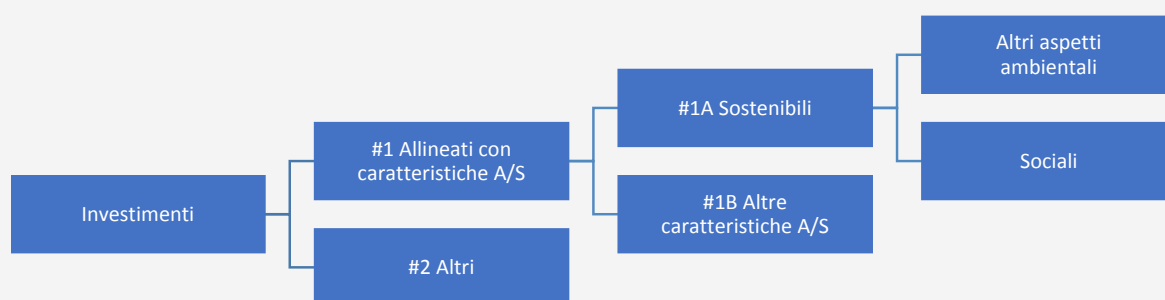 Investimenti
#1 Allineati con
caratteristiche A/S
#2 Altri
#1A Sostenibili
#1B Altre
caratteristiche A/S
Altri aspetti
ambientali
Sociali